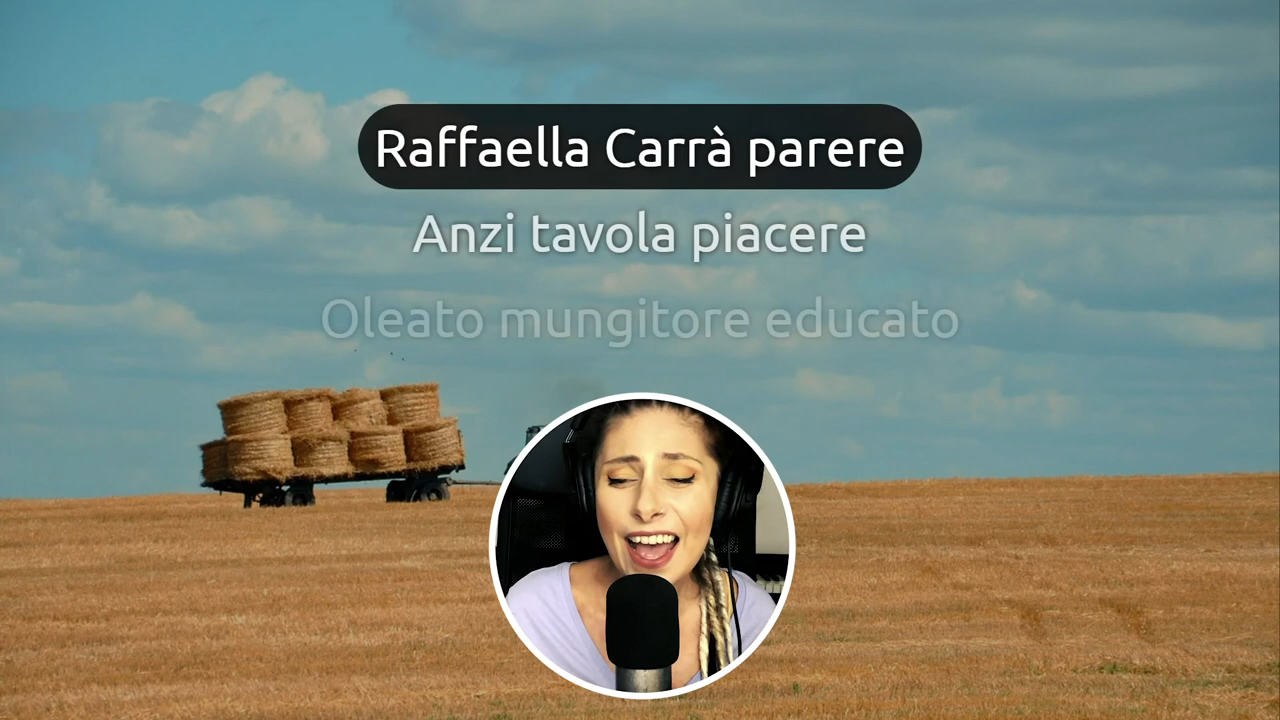 Raffaella Carrà parere
Anzi tavola piacere
Oleato mungitore educato